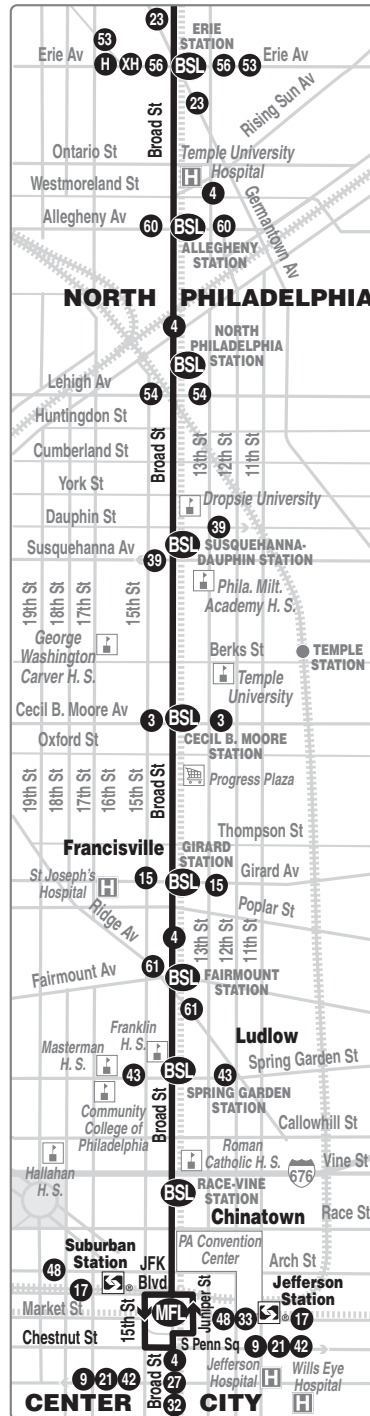 23
53
ERIE
STATION
Erie Av
H
XH
56
BSL
56
53
Erie Av
23
Rising Sun Av
Broad St
Ontario St
Temple University
Hospital
Westmoreland St
H
4
Germantown Av
Allegheny Av
60
BSL
60
ALLEGHENY
STATION
NORTH PHILADELPHIA
4
NORTH
PHILADELPHIA
STATION
BSL
Lehigh Av
54
54
Huntingdon St
Broad St
13th St
12th St
11th St
Cumberland St
York St
Dropsie University
Dauphin St
39
Susquehanna Av
39
BSL
SUSQUEHANNA-
DAUPHIN STATION
19th St
18th St
17th St
15th St
Phila. Milt.
Academy H. S.
George
Washington
Carver H. S.
Berks St
TEMPLE
STATION
Temple
University
Cecil B. Moore Av
3
BSL
3
Oxford St
CECIL B. MOORE
STATION
19th St
18th St
17th St
16th St
15th St
Broad St
Progress Plaza
Thompson St
Francisville
GIRARD
STATION
St Joseph's
Hospital
H
15
BSL
15
Girard Av
Ridge Av
Poplar St
4
13th St
12th St
11th St
61
Fairmount Av
BSL
FAIRMOUNT
STATION
61
Franklin
H. S.
Ludlow
Masterman
H. S.
43
BSL
43
Spring Garden St
SPRING GARDEN
STATION
Community
College of
Philadelphia
Broad St
Callowhill St
Hallahan
H. S.
Roman
Catholic H. S.
676
Vine St
BSL
RACE-VINE
STATION
Chinatown
Race St
Suburban
Station
JFK
Blvd
PA Convention
Center
Arch St
48
Jefferson
Station
17
®
15th St
MFL
Juniper St
48
33
®
17
Market St
Chestnut St
S Penn Sq
9
21
42
9
21
42
Broad St
4
27
32
Jefferson
Hospital
H
Wills Eye
Hospital
H
CENTER CITY